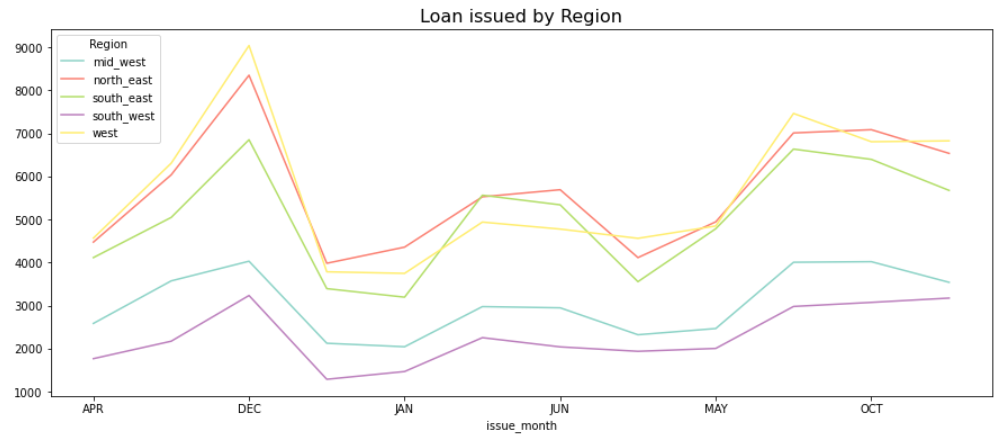 Loan issued by Region
Region
mid_west
north_east
south_east
south_west
west
9000
8000
7000
6000
5000
4000
3000
2000
1000
APR DEC JAN JUN MAY OCT
issue_month